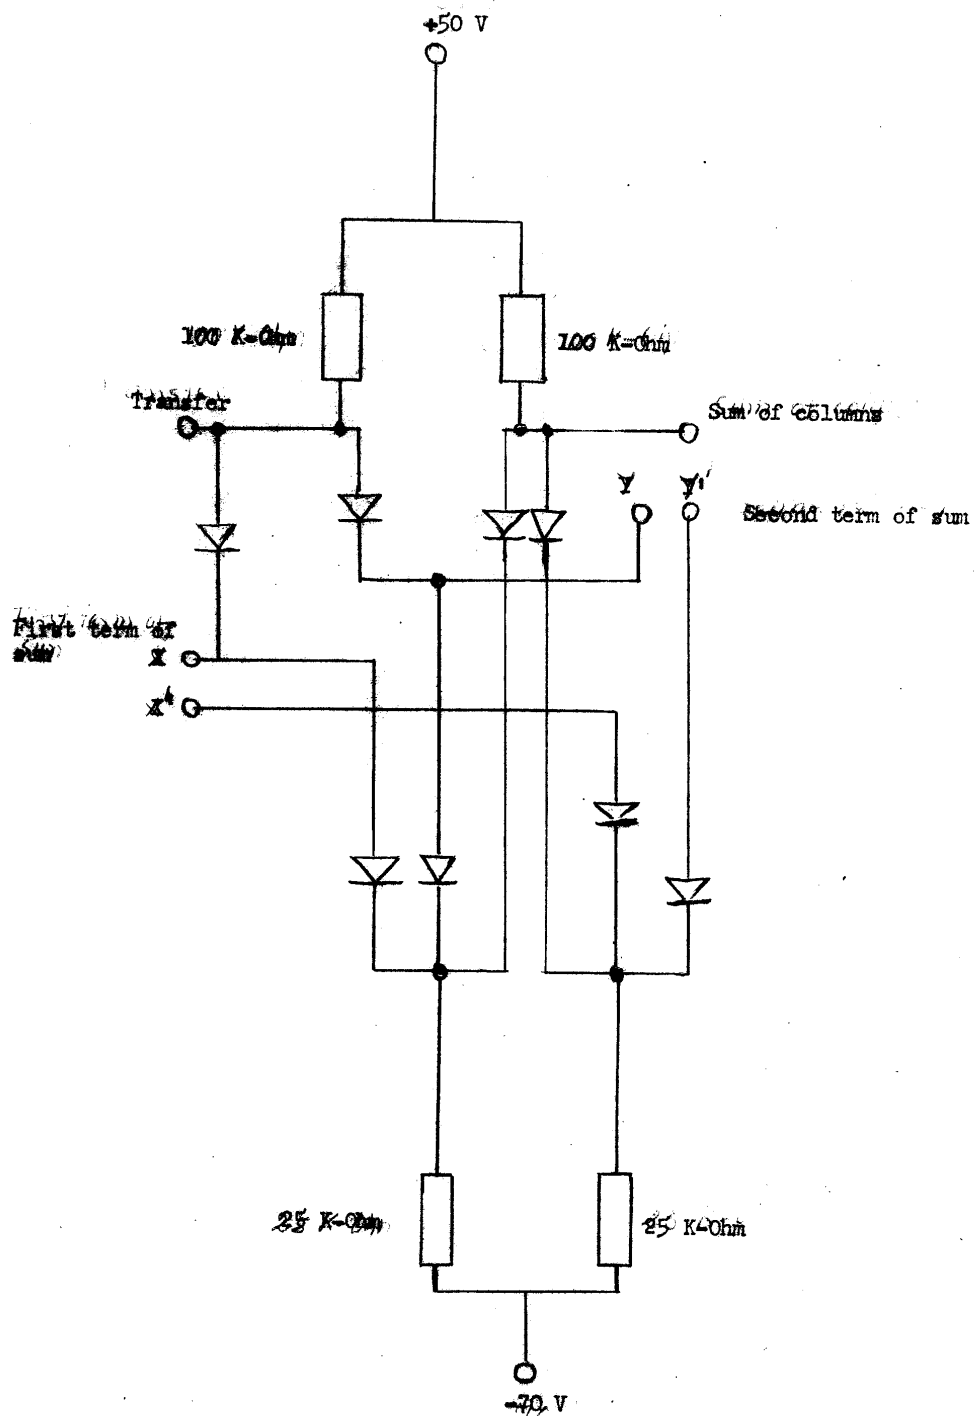 +50 V
100 K-Ohm
100 K-Ohm
Transfer
Sum of columns
Y Y'
Second term of sum
First term of
sum X
X'
25 K-Ohm
25 K-Ohm
-70 V